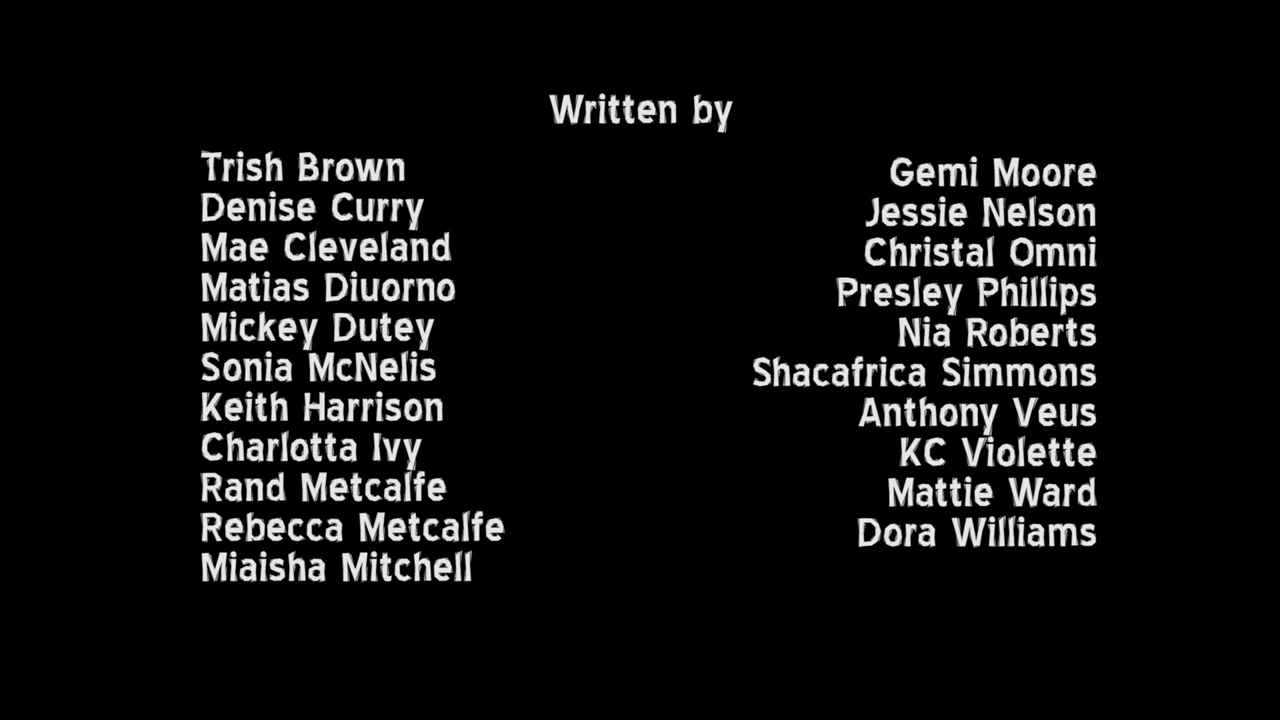 Written by
Trish Brown
Denise Curry
Mae Cleveland
Matias Diuorno
Mickey Dutey
Sonia McNelis
Keith Harrison
Charlotta Ivy
Rand Metcalfe
Rebecca Metcalfe
Miaisha Mitchell
Gemi Moore
Jessie Nelson
Christal Omni
Presley Phillips
Nia Roberts
Shacafrica Simmons
Anthony Veus
KC Violette
Mattie Ward
Dora Williams